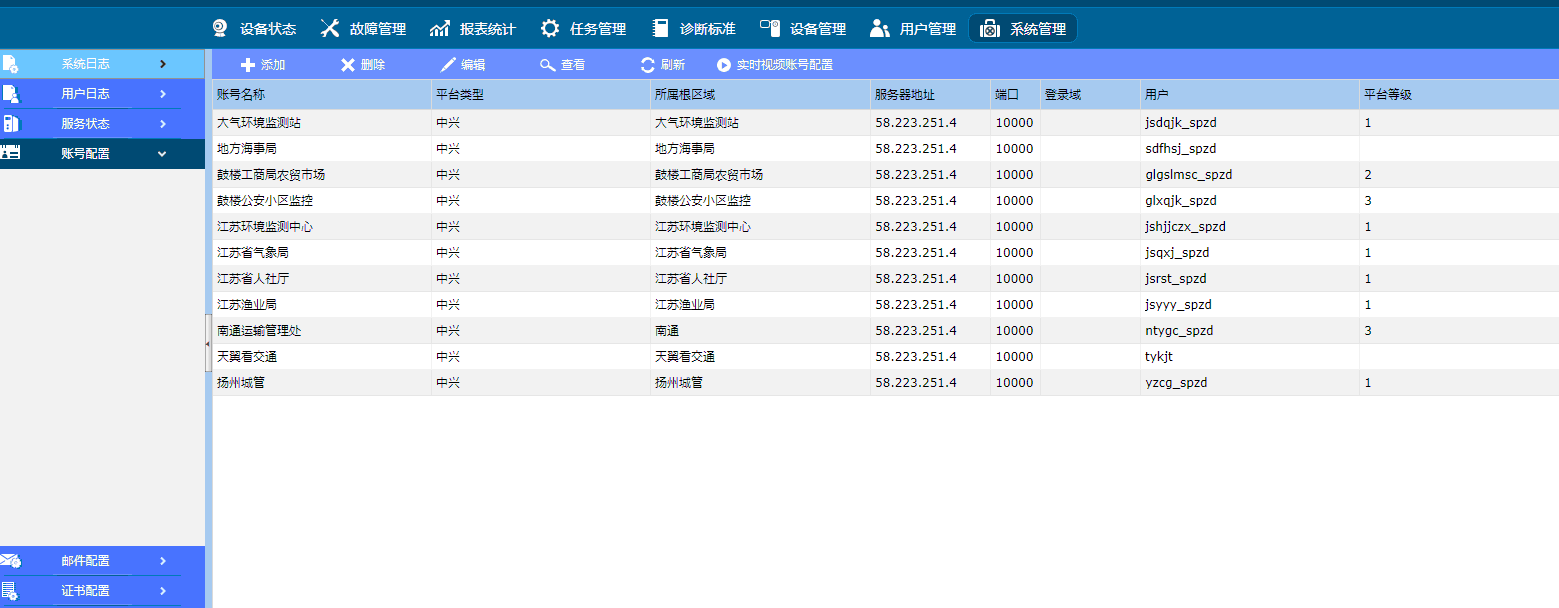 设备状态 故障管理 报表统计 任务管理 诊断标准 设备管理 用户管理 系统管理
系统日志
用户日志
服务状态
账号配置
邮件配置
证书配置
添加 删除 编辑 查看 刷新 实时视频账号配置
账号名称 平台类型 所属根区域 服务器地址 端口 登录域 用户 平台等级
大气环境监测站 中兴 大气环境监测站 58.223.251.4 10000 jsdqjk_spzd 1
地方海事局 中兴 地方海事局 58.223.251.4 10000 sdfhsj_spzd
鼓楼工商局农贸市场 中兴 鼓楼工商局农贸市场 58.223.251.4 10000 glgslmsc_spzd 2
鼓楼公安小区监控 中兴 鼓楼公安小区监控 58.223.251.4 10000 glxqjk_spzd 3
江苏环境监测中心 中兴 江苏环境监测中心 58.223.251.4 10000 jshjjczx_spzd 1
江苏省气象局 中兴 江苏省气象局 58.223.251.4 10000 jsqxj_spzd 1
江苏省人社厅 中兴 江苏省人社厅 58.223.251.4 10000 jsrst_spzd 1
江苏渔业局 中兴 江苏渔业局 58.223.251.4 10000 jsyyy_spzd 1
南通运输管理处 中兴 南通 58.223.251.4 10000 ntygc_spzd 3
天翼看交通 中兴 天翼看交通 58.223.251.4 10000 tykjt
扬州城管 中兴 扬州城管 58.223.251.4 10000 yzcg_spzd 1